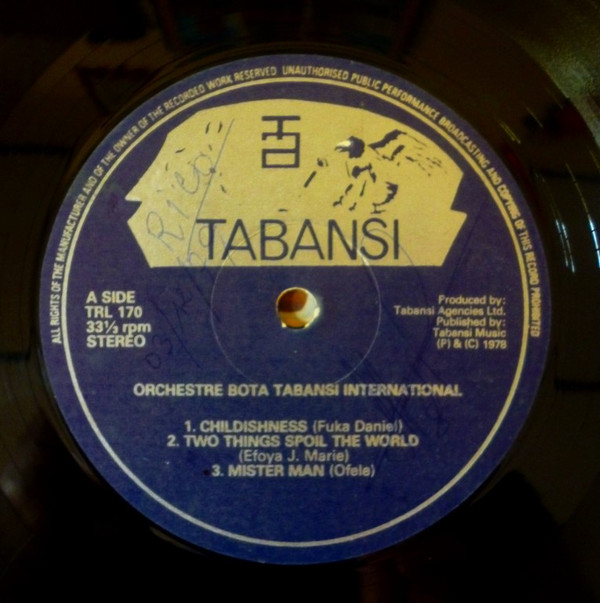 ALL RIGHTS OF THE MANUFACTURER AND OF THE OWNER OF THE RECORDED WORK RESERVED UNAUTHORISED PUBLIC PERFORMANCE BROADCASTING AND COPYING OF THIS RECORD PROHIBITED
TABANSI
Rico
A SIDE
TRL 170
33⅓ rpm
STEREO
Produced by:
Tabansi Agencies Ltd.
Published by:
Tabansi Music
(P) & (C) 1978
ORCHESTRE BOTA TABANSI INTERNATIONAL
1. CHILDISHNESS (Fuka Daniel)
2. TWO THINGS SPOIL THE WORLD
(Efoya J. Marie)
3. MISTER MAN (Ofele)